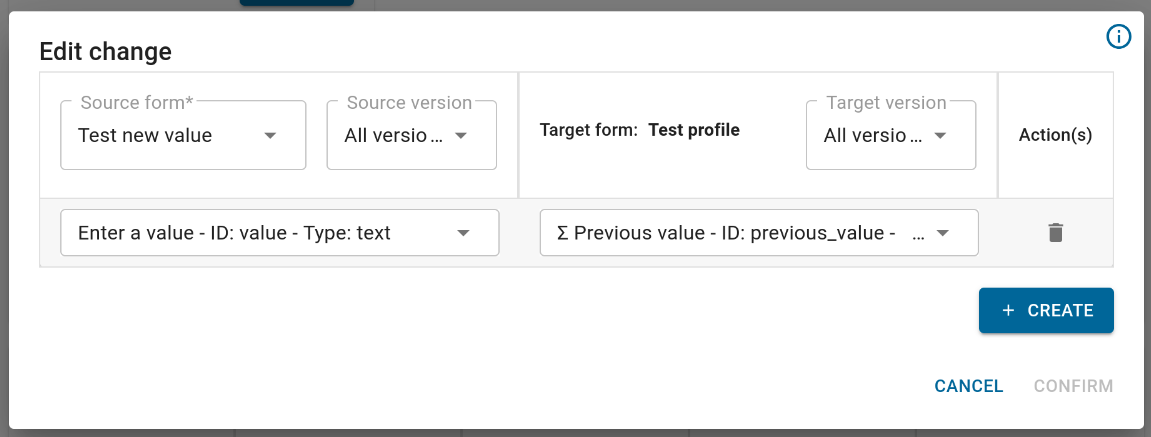 Edit change
Source form*
Source version
Target version
Test new value
All versio...
Target form: Test profile
All versio...
Action(s)
Enter a value - ID: value - Type: text
Σ Previous value - ID: previous_value - ...
+ CREATE
CANCEL
CONFIRM